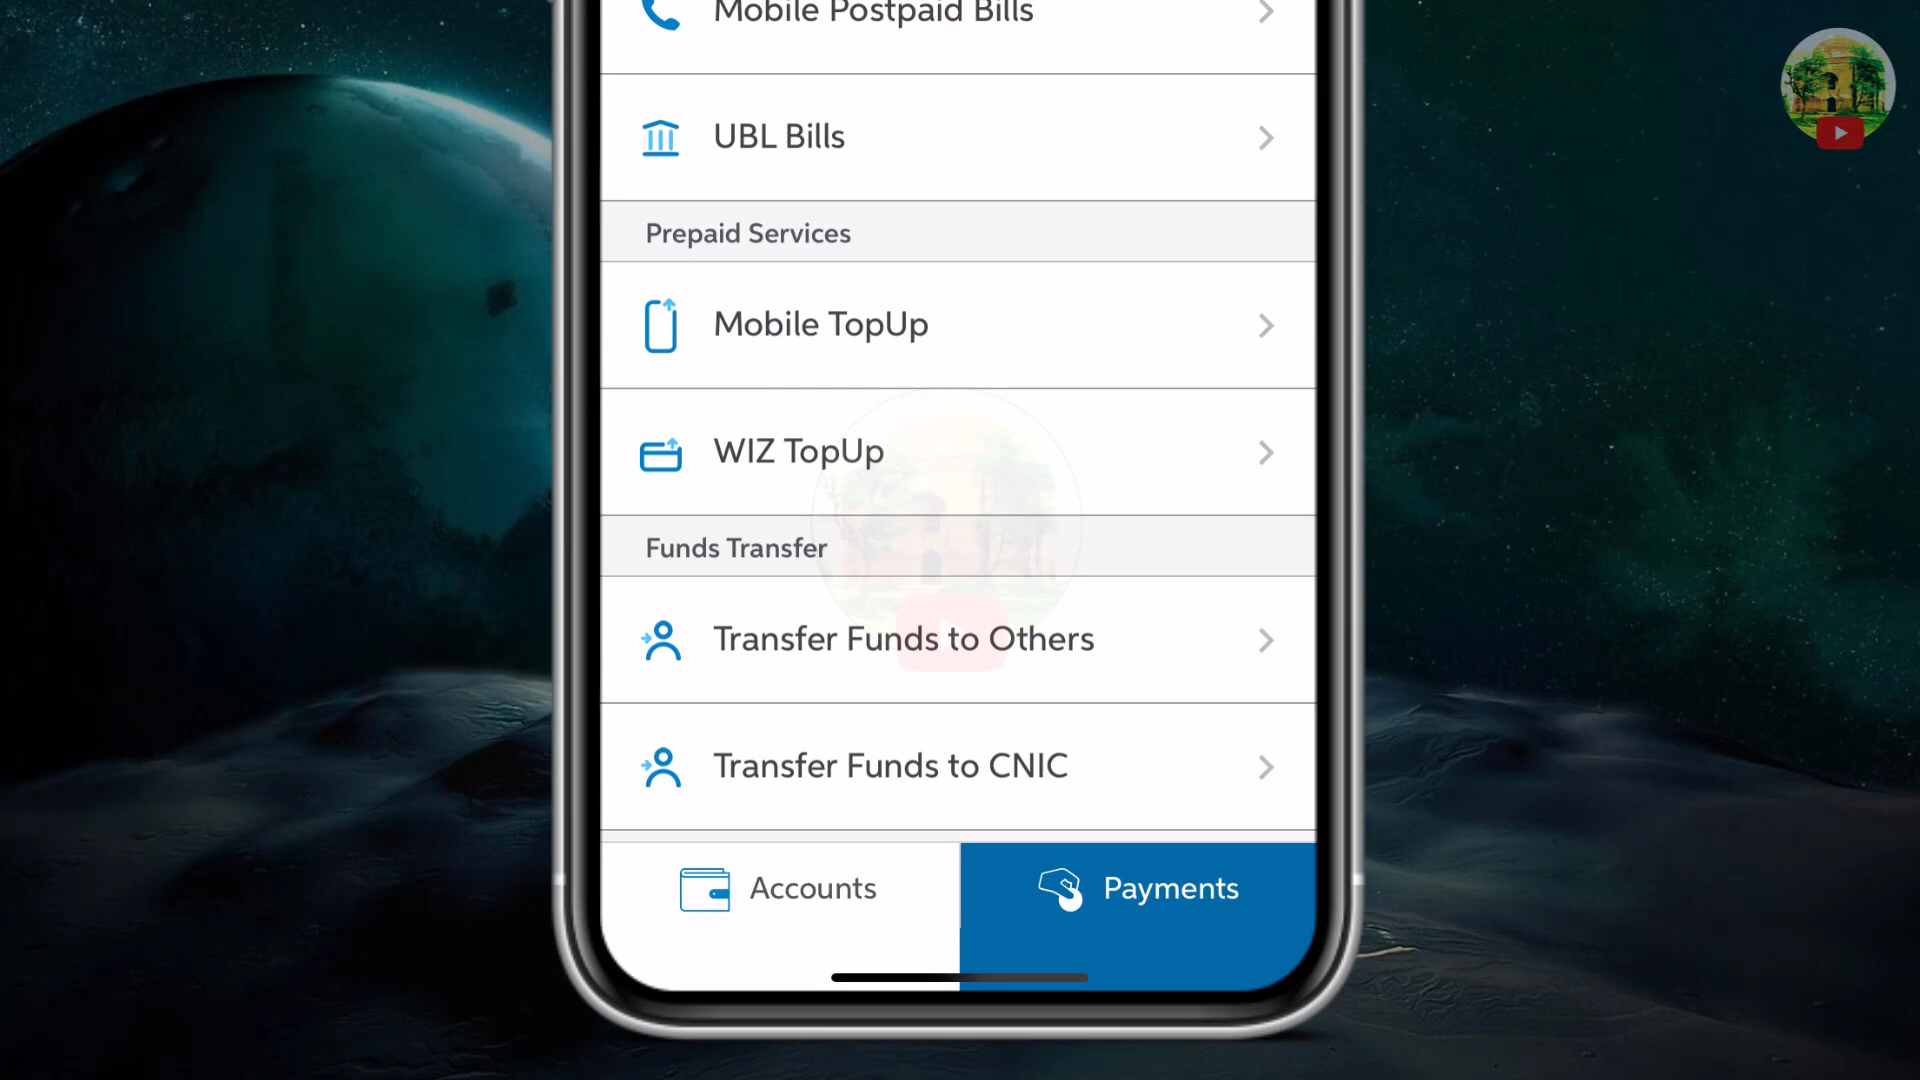 Mobile Postpaid Bills
UBL Bills
Prepaid Services
Mobile TopUp
WIZ TopUp
Funds Transfer
Transfer Funds to Others
Transfer Funds to CNIC
Accounts
Payments